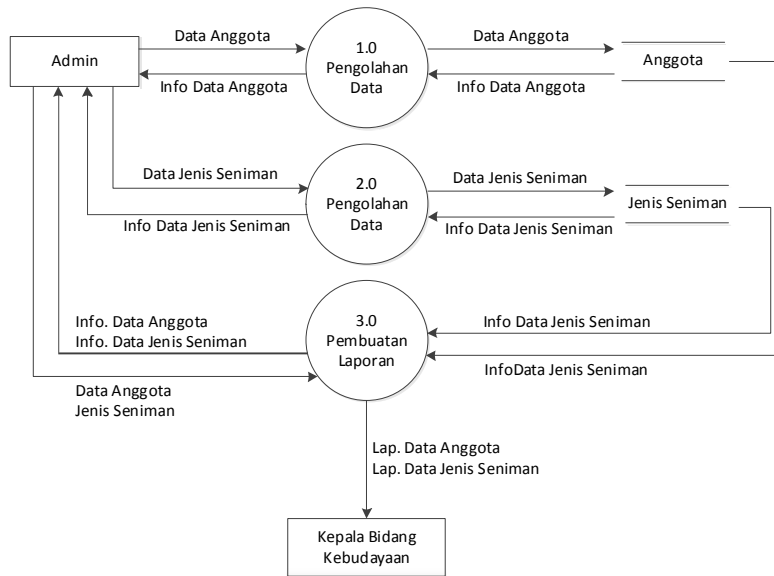 Admin
Data Anggota
Info Data Anggota
1.0
Pengolahan
Data
Data Anggota
Info Data Anggota
Anggota
Data Jenis Seniman
Info Data Jenis Seniman
2.0
Pengolahan
Data
Data Jenis Seniman
Info Data Jenis Seniman
Jenis Seniman
Info. Data Anggota
Info. Data Jenis Seniman
Data Anggota
Jenis Seniman
3.0
Pembuatan
Laporan
Info Data Jenis Seniman
InfoData Jenis Seniman
Lap. Data Anggota
Lap. Data Jenis Seniman
Kepala Bidang
Kebudayaan